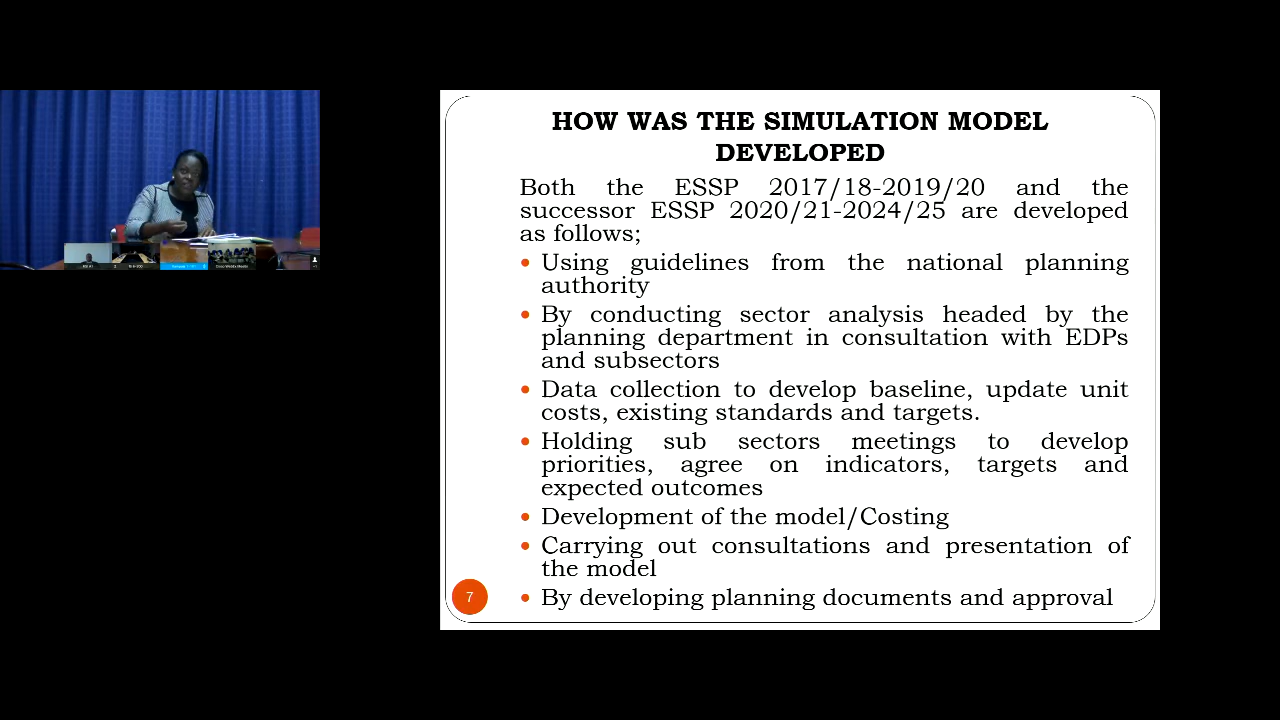 HOW WAS THE SIMULATION MODEL
DEVELOPED
Both the ESSP 2017/18-2019/20 and the
successor ESSP 2020/21-2024/25 are developed
as follows;
• Using guidelines from the national planning
authority
• By conducting sector analysis headed by the
planning department in consultation with EDPs
and subsectors
• Data collection to develop baseline, update unit
costs, existing standards and targets.
• Holding sub sectors meetings to develop
priorities, agree on indicators, targets and
expected outcomes
• Development of the model/Costing
• Carrying out consultations and presentation of
the model
• By developing planning documents and approval
7